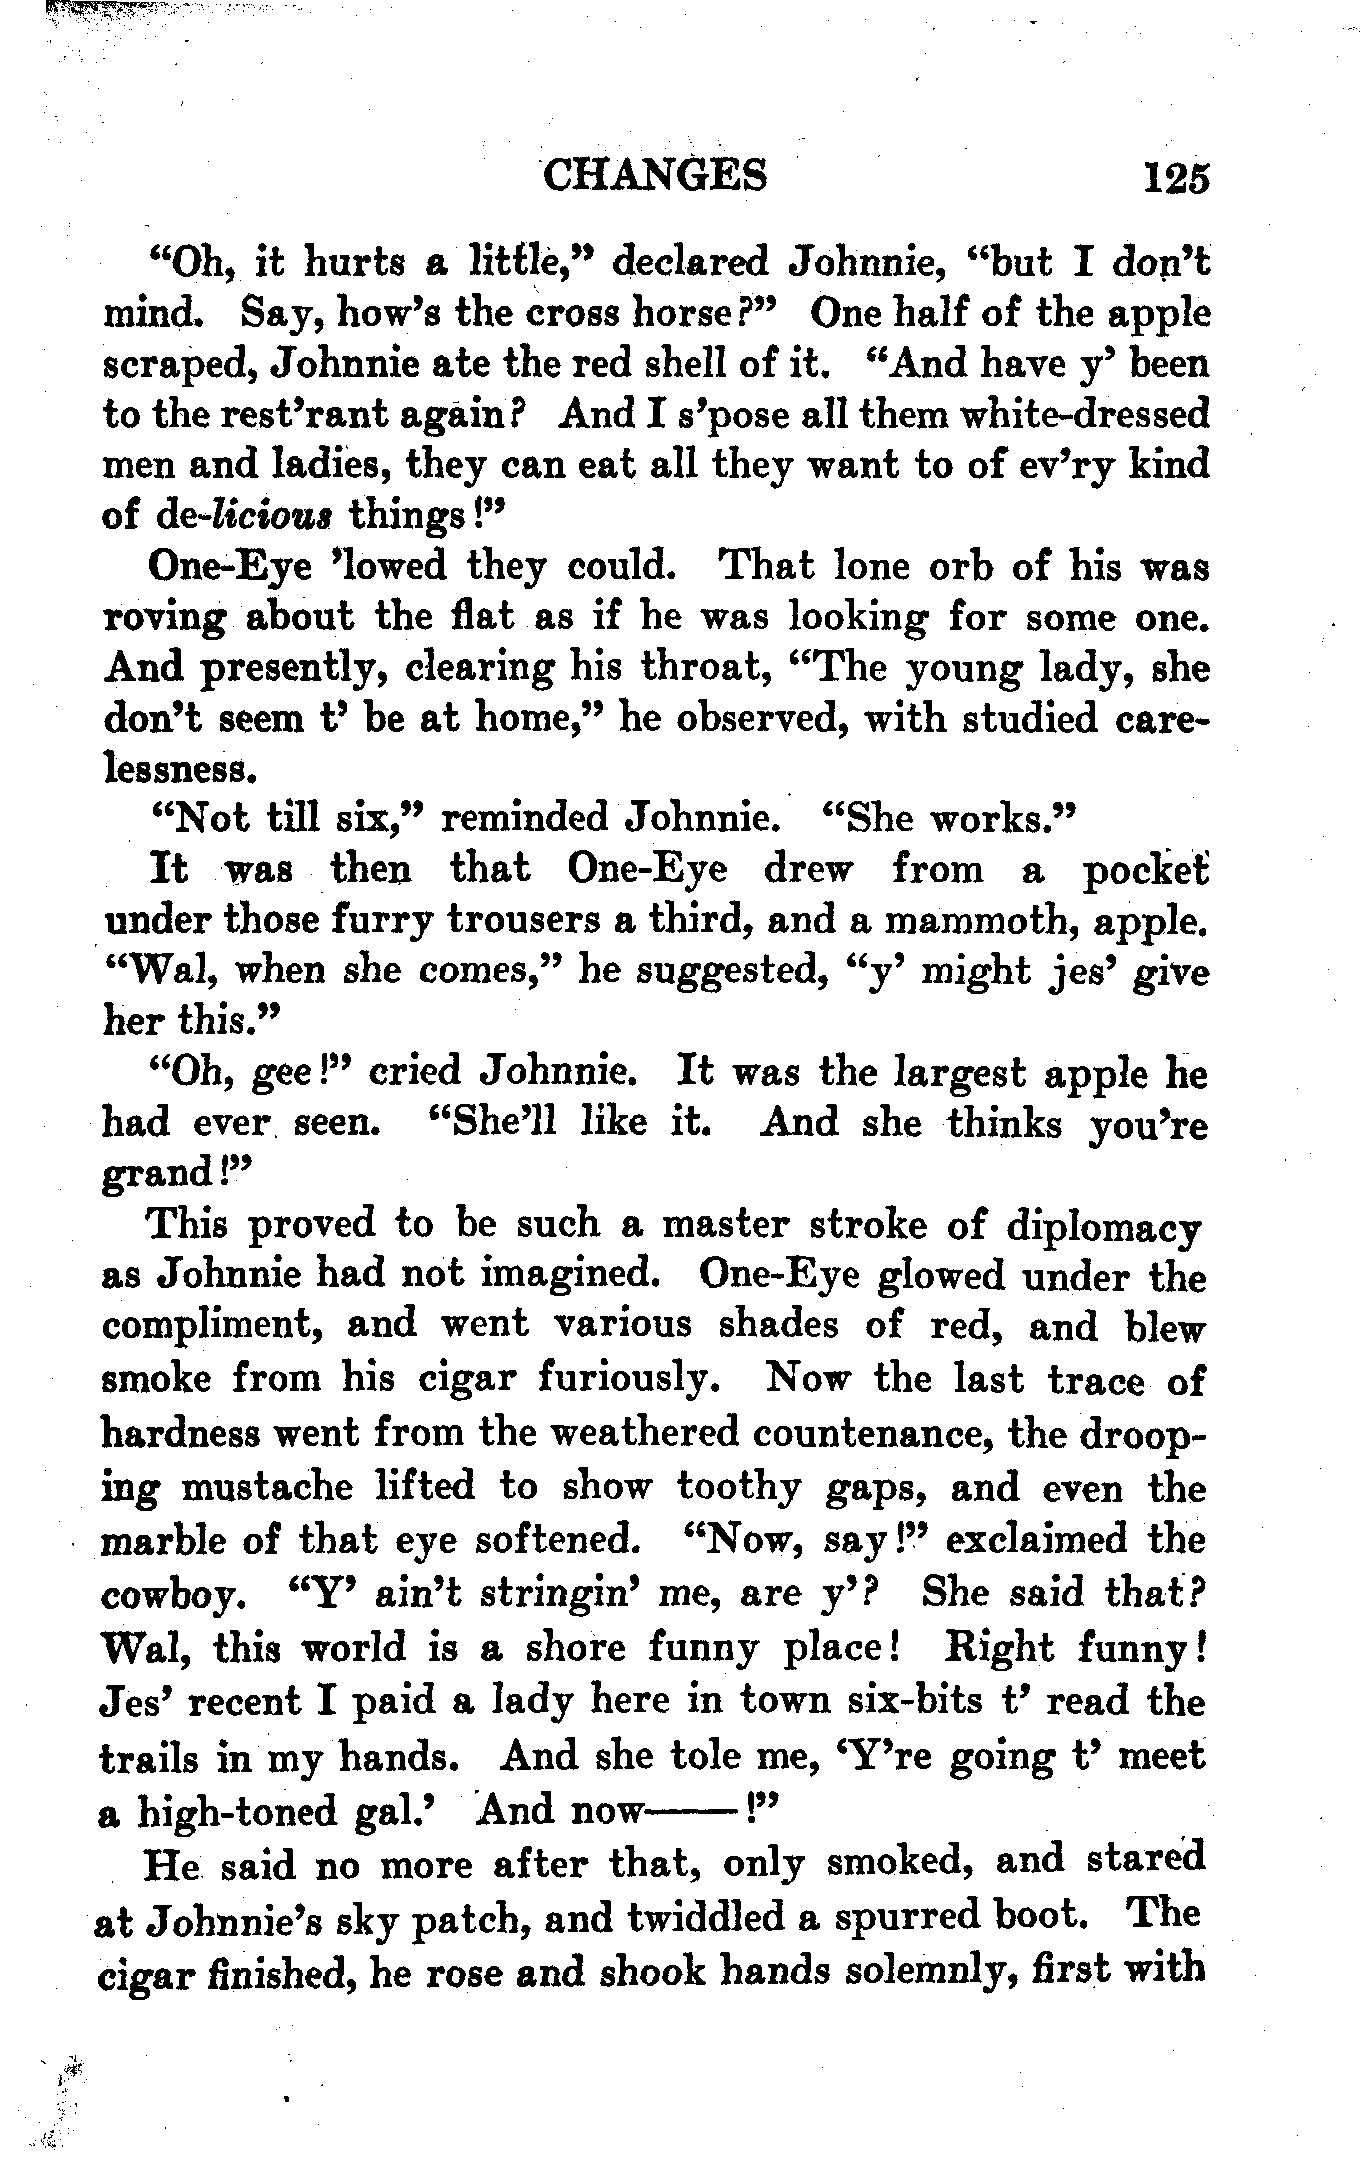 CHANGES 125
“Oh, it hurts a little,” declared Johnnie, “but I don’t
mind. Say, how’s the cross horse?” One half of the apple
scraped, Johnnie ate the red shell of it. “And have y’ been
to the rest’rant again? And I s’pose all them white-dressed
men and ladies, they can eat all they want to of ev’ry kind
of de-licious things!”
One-Eye ’lowed they could. That lone orb of his was
roving about the flat as if he was looking for some one.
And presently, clearing his throat, “The young lady, she
don’t seem t’ be at home,” he observed, with studied care-
lessness.
“Not till six,” reminded Johnnie. “She works.”
It was then that One-Eye drew from a pocket
under those furry trousers a third, and a mammoth, apple.
“Wal, when she comes,” he suggested, “y’ might jes’ give
her this.”
“Oh, gee!” cried Johnnie. It was the largest apple he
had ever seen. “She’ll like it. And she thinks you’re
grand!”
This proved to be such a master stroke of diplomacy
as Johnnie had not imagined. One-Eye glowed under the
compliment, and went various shades of red, and blew
smoke from his cigar furiously. Now the last trace of
hardness went from the weathered countenance, the droop-
ing mustache lifted to show toothy gaps, and even the
marble of that eye softened. “Now, say!” exclaimed the
cowboy. “Y’ ain’t stringin’ me, are y’? She said that?
Wal, this world is a shore funny place! Right funny!
Jes’ recent I paid a lady here in town six-bits t’ read the
trails in my hands. And she tole me, ‘Y’re going t’ meet
a high-toned gal.’ And now——!”
He said no more after that, only smoked, and stared
at Johnnie’s sky patch, and twiddled a spurred boot. The
cigar finished, he rose and shook hands solemnly, first with